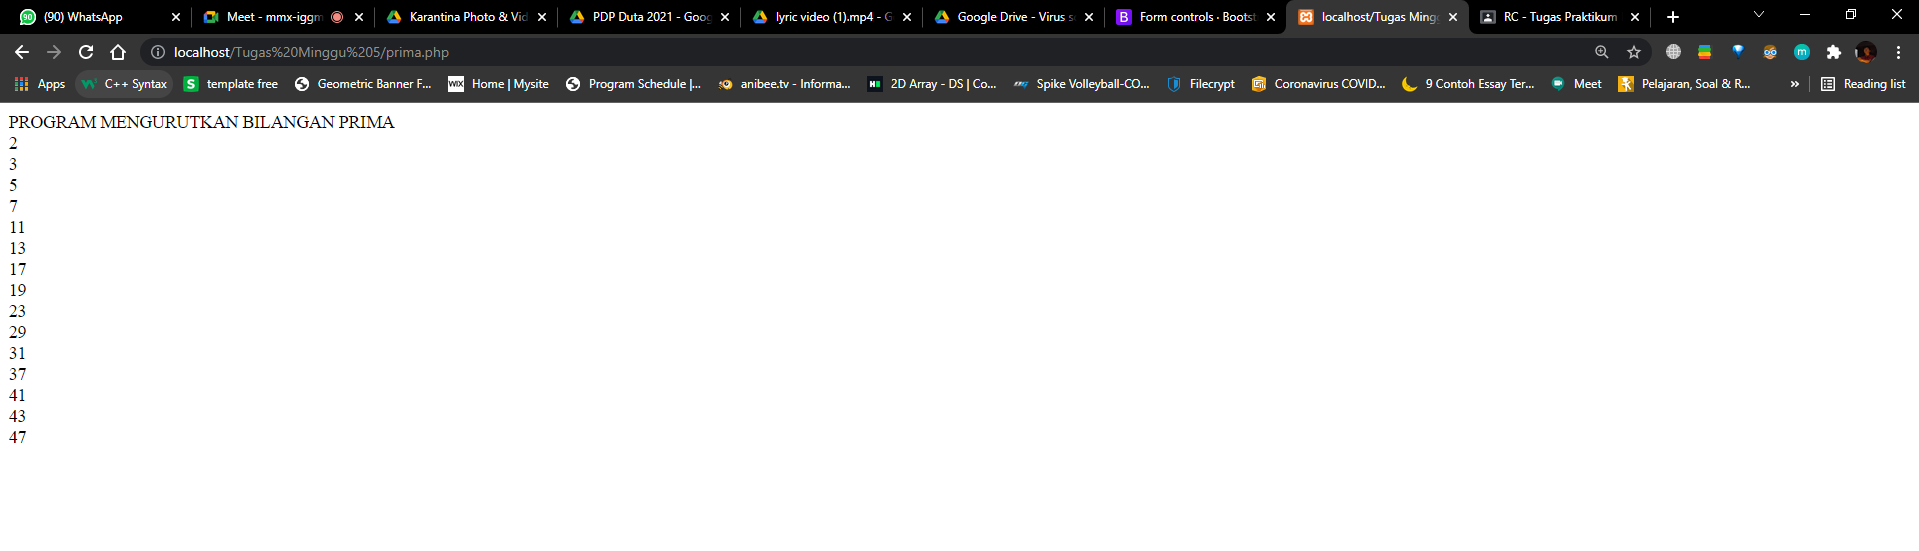 (90) WhatsApp
Meet - mmx-iggm
Karantina Photo & Vid
PDP Duta 2021 - Goog
lyric video (1).mp4 - G
Google Drive - Virus s
Form controls · Bootst
localhost/Tugas Mingg
RC - Tugas Praktikum
localhost/Tugas%20Minggu%205/prima.php
Apps
C++ Syntax
template free
Geometric Banner F...
Home | Mysite
Program Schedule |...
anibee.tv - Informa...
2D Array - DS | Co...
Spike Volleyball-CO...
Filecrypt
Coronavirus COVID...
9 Contoh Essay Ter...
Meet
Pelajaran, Soal & R...
»
Reading list
PROGRAM MENGURUTKAN BILANGAN PRIMA
2
3
5
7
11
13
17
19
23
29
31
37
41
43
47